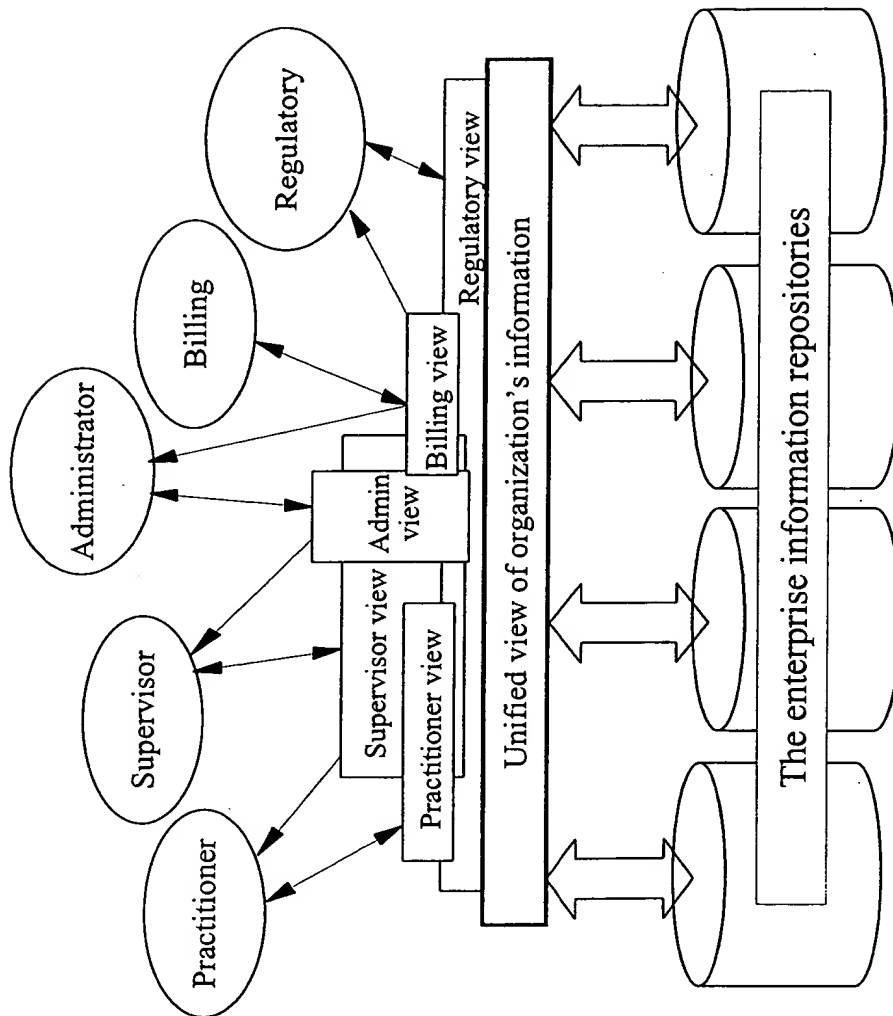 Practitioner
Supervisor
Administrator
Billing
Regulatory
Supervisor view
Admin
view
Practitioner view
Billing view
Regulatory view
Unified view of organization's information
The enterprise information repositories